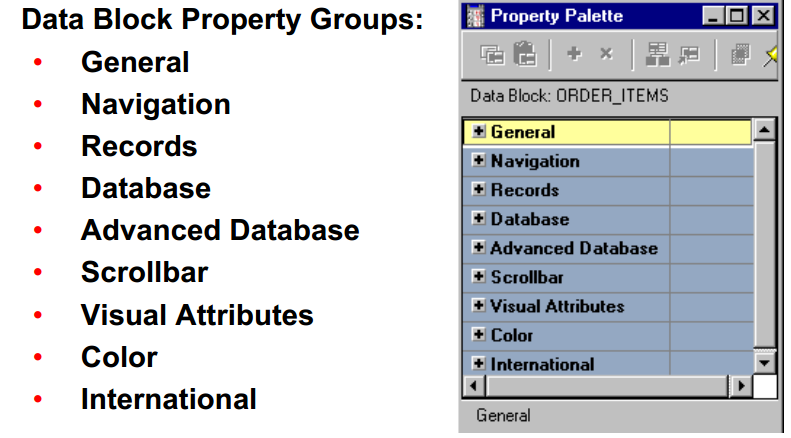 Data Block Property Groups:
• General
• Navigation
• Records
• Database
• Advanced Database
• Scrollbar
• Visual Attributes
• Color
• International
Property Palette
Data Block: ORDER_ITEMS
General
Navigation
Records
Database
Advanced Database
Scrollbar
Visual Attributes
Color
International
General